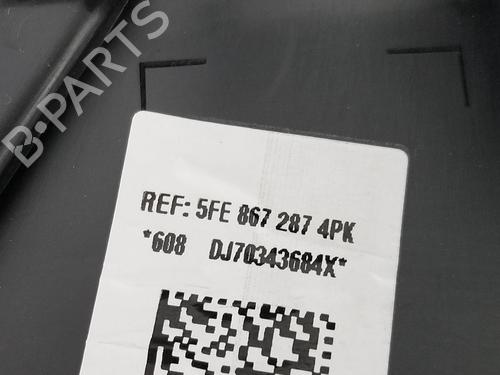 B-PARTS
REF: 5FE 867 287 4PK
*608 DJ70343684X*